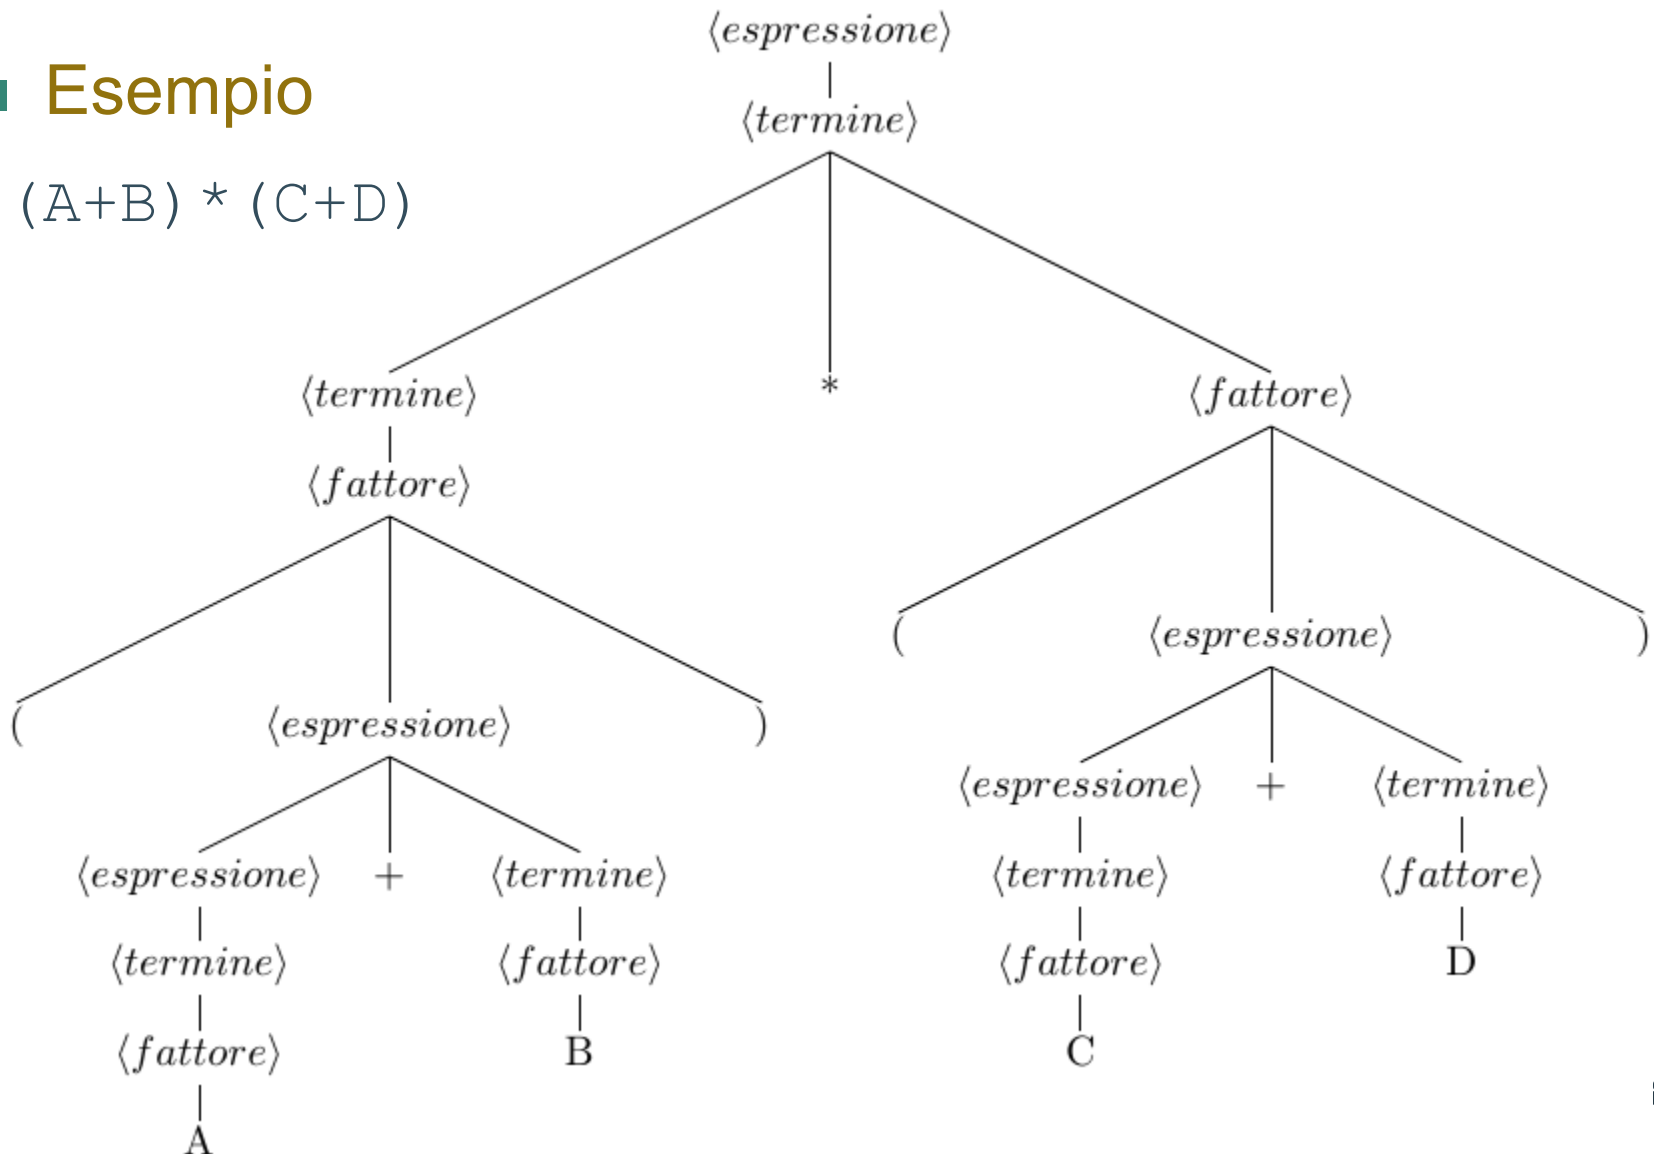 ⟨espressione⟩
Esempio
⟨termine⟩
(A+B)*(C+D)
⟨termine⟩ * ⟨fattore⟩
⟨fattore⟩
( ⟨espressione⟩ )
( ⟨espressione⟩ )
⟨espressione⟩ + ⟨termine⟩
⟨espressione⟩ + ⟨termine⟩
⟨termine⟩ ⟨fattore⟩
⟨termine⟩ ⟨fattore⟩ ⟨fattore⟩ D
⟨fattore⟩ B C
A